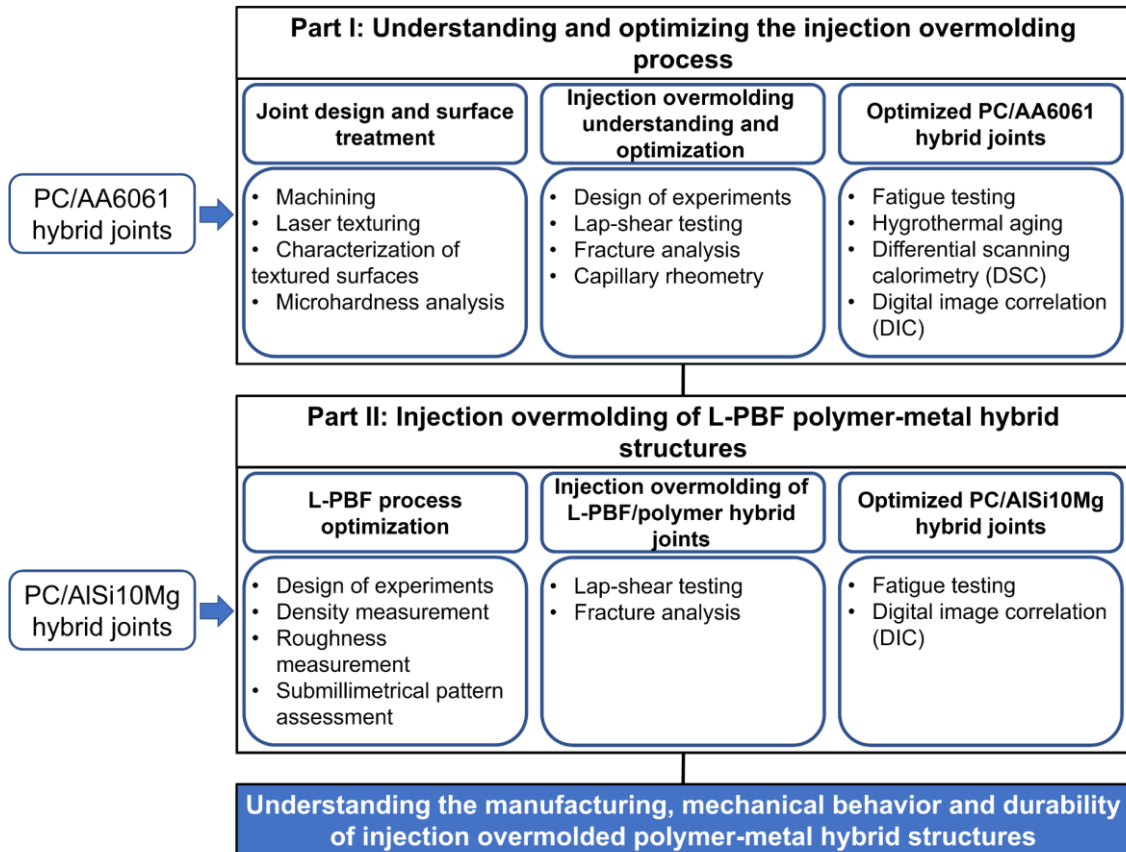 Part I: Understanding and optimizing the injection overmolding
process
Joint design and surface
treatment
Injection overmolding
understanding and
optimization
Optimized PC/AA6061
hybrid joints
PC/AA6061
hybrid joints
• Machining
• Laser texturing
• Characterization of
textured surfaces
• Microhardness analysis
• Design of experiments
• Lap-shear testing
• Fracture analysis
• Capillary rheometry
• Fatigue testing
• Hygrothermal aging
• Differential scanning
calorimetry (DSC)
• Digital image correlation
(DIC)
Part II: Injection overmolding of L-PBF polymer-metal hybrid
structures
L-PBF process
optimization
Injection overmolding of
L-PBF/polymer hybrid
joints
Optimized PC/AlSi10Mg
hybrid joints
PC/AlSi10Mg
hybrid joints
• Design of experiments
• Density measurement
• Roughness
measurement
• Submillimetrical pattern
assessment
• Lap-shear testing
• Fracture analysis
• Fatigue testing
• Digital image correlation
(DIC)
Understanding the manufacturing, mechanical behavior and durability
of injection overmolded polymer-metal hybrid structures